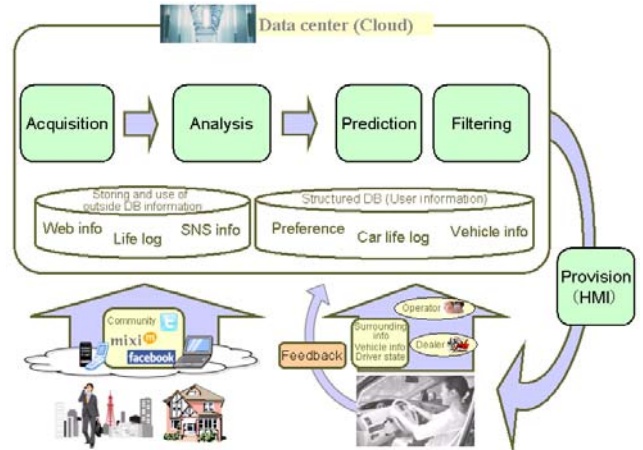 Data center (Cloud)
Acquisition
Analysis
Prediction
Filtering
Storing and use of
outside DB information
Web info
Life log
SNS info
Structured DB (User information)
Preference
Car life log
Vehicle info
Provision
(HMI)
Community
mixi
facebook
Feedback
Operator
Surrounding
info
Vehicle info
Driver state
Dealer